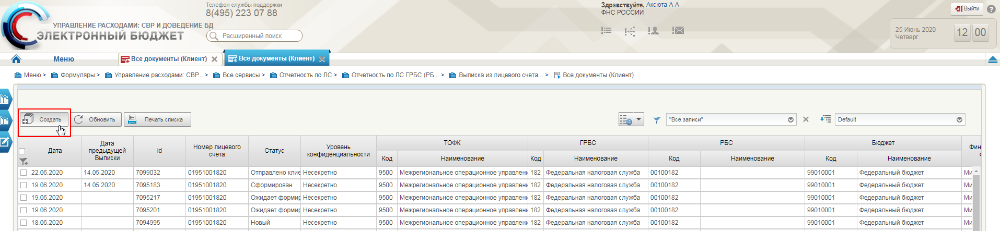 Телефон службы поддержки
8(495) 223 07 88
Здравствуйте, Аксюта А А
ФНС РОССИИ
Выйти
УПРАВЛЕНИЕ РАСХОДАМИ: СВР И ДОВЕДЕНИЕ БД
ЭЛЕКТРОННЫЙ БЮДЖЕТ
Расширенный поиск
25 Июнь 2020
Четверг
12 00
Меню
Все документы (Клиент)
Все документы (Клиент)
Меню > Формуляры > Управление расходами: СВР... > Все сервисы > Отчетность по ЛС > Отчетность по ЛС ГРБС (РБ... > Выписка из лицевого счета... > Все документы (Клиент)
Создать Обновить Печать списка "Все записи" Default
Дата Дата предыдущей Выписки id Номер лицевого счета Статус Уровень конфиденциальности ТОФК ГРБС РБС Бюджет Фин
Код Наименование Код Наименование Код Наименование Код Наименование
22.06.2020 14.05.2020 7099032 01951001820 Отправлено клие Несекретно 9500 Межрегиональное операционное управлени 182 Федеральная налоговая служба 00100182 99010001 Федеральный бюджет Ми
19.06.2020 14.05.2020 7095183 01951001820 Сформирован Несекретно 9500 Межрегиональное операционное управлени 182 Федеральная налоговая служба 00100182 99010001 Федеральный бюджет Ми
19.06.2020 7095217 01951001820 Ожидает формир Несекретно 9500 Межрегиональное операционное управлени 182 Федеральная налоговая служба 00100182 99010001 Федеральный бюджет Ми
19.06.2020 7095201 01951001820 Ожидает формир Несекретно 9500 Межрегиональное операционное управлени 182 Федеральная налоговая служба 00100182 99010001 Федеральный бюджет Ми
18.06.2020 7094995 01951001820 Новый Несекретно 9500 Межрегиональное операционное управлени 182 Федеральная налоговая служба 00100182 99010001 Федеральный бюджет Ми